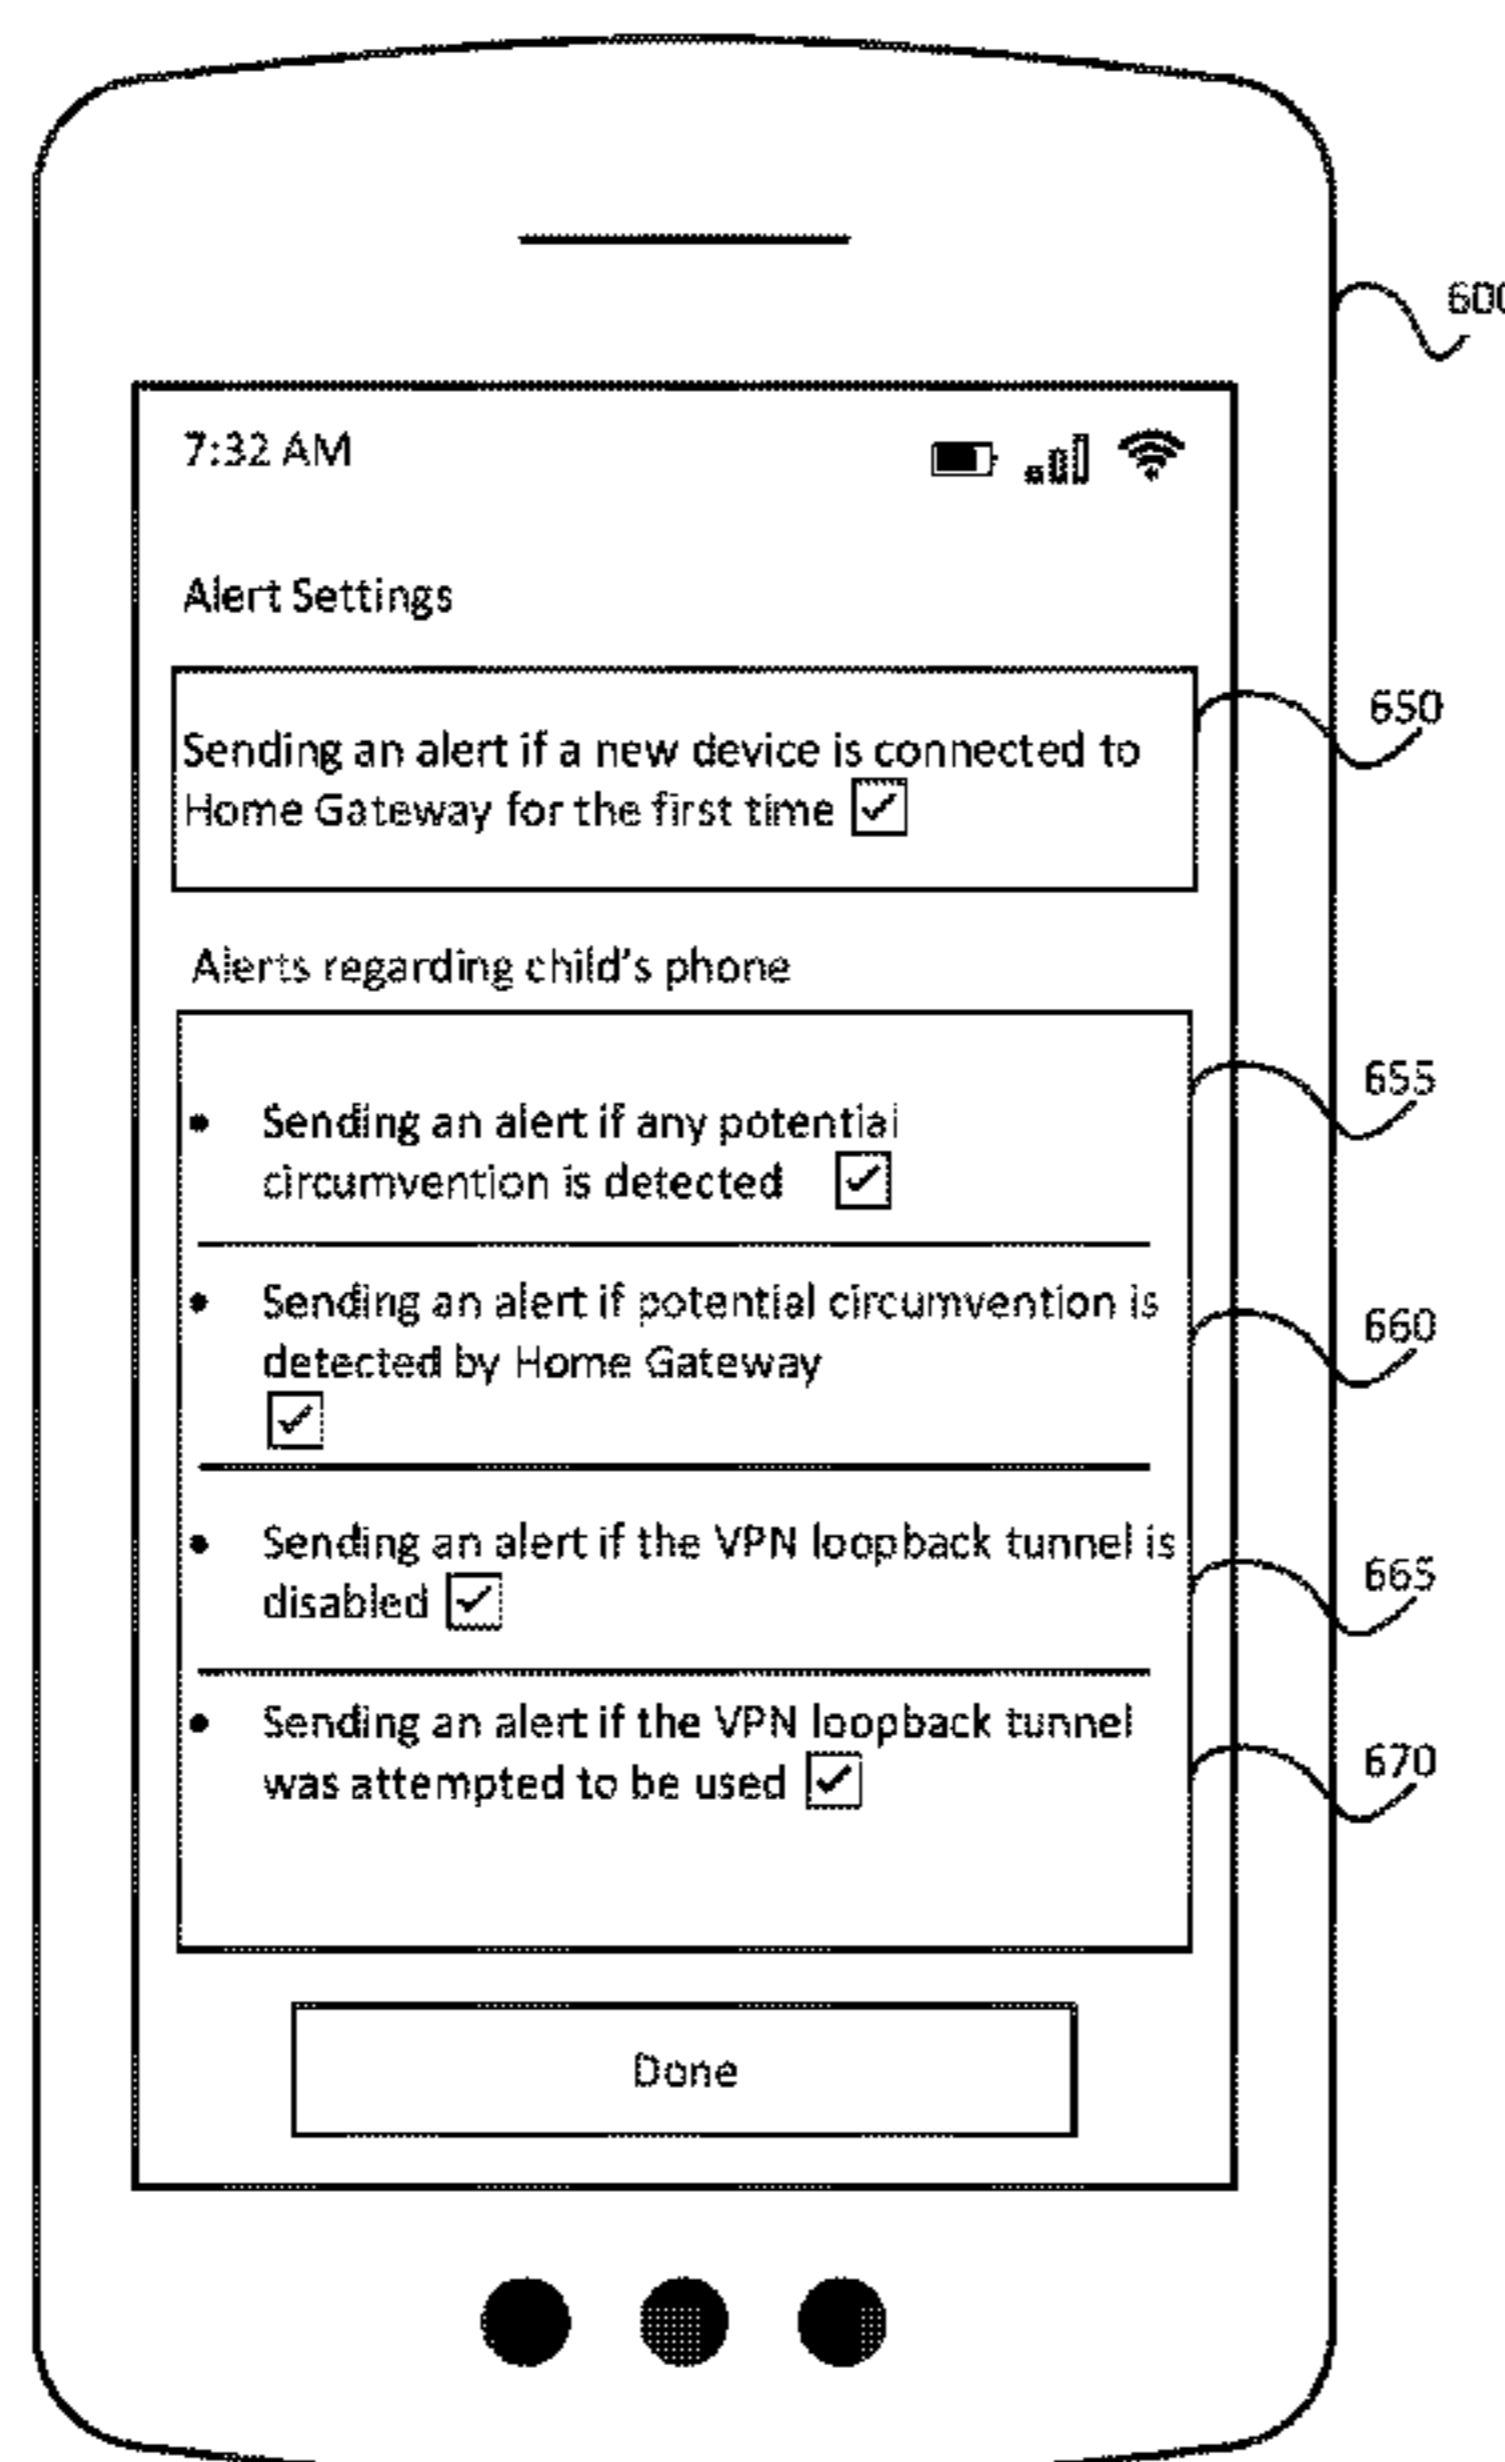 600
7:32 AM
Alert Settings
650
Sending an alert if a new device is connected to
Home Gateway for the first time
Alerts regarding child's phone
655
• Sending an alert if any potential
circumvention is detected
• Sending an alert if potential circumvention is
660
detected by Home Gateway
• Sending an alert if the VPN loopback tunnel is
665
disabled
• Sending an alert if the VPN loopback tunnel
670
was attempted to be used
Done